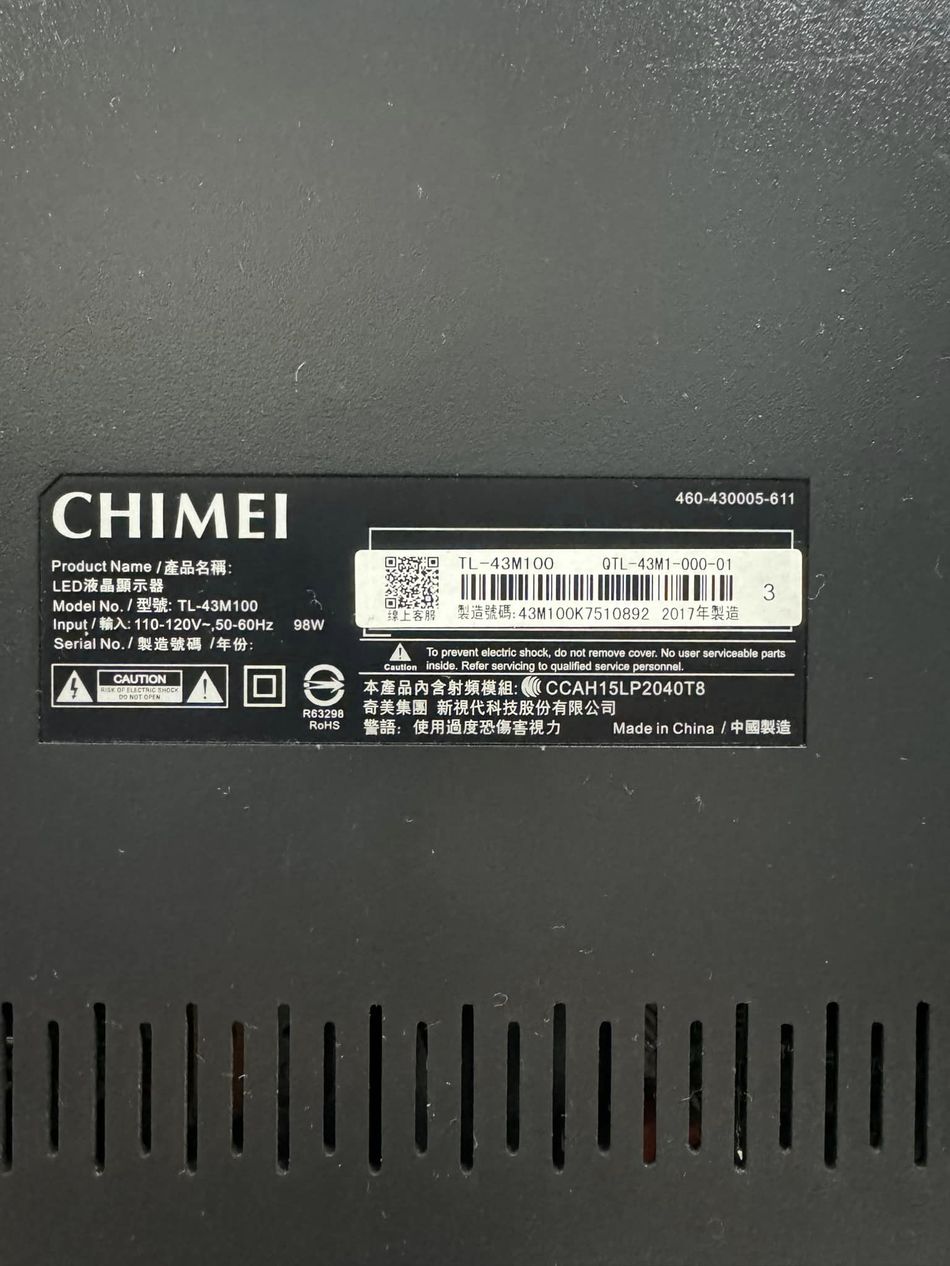 CHIMEI
460-430005-611
Product Name / 產品名稱:
LED液晶顯示器
Model No. / 型號: TL-43M100
Input / 輸入: 110-120V~,50-60Hz 98W
Serial No. / 製造號碼 /年份:
TL-43M100 QTL-43M1-000-01
3
線上客服 製造號碼:43M100K7510892 2017年製造
CAUTION
RISK OF ELECTRIC SHOCK
DO NOT OPEN
R63298
RoHS
Caution
To prevent electric shock, do not remove cover. No user serviceable parts
inside. Refer servicing to qualified service personnel.
本產品內含射頻模組: CCAH15LP2040T8
奇美集團 新視代科技股份有限公司
警語: 使用過度恐傷害視力 Made in China / 中國製造